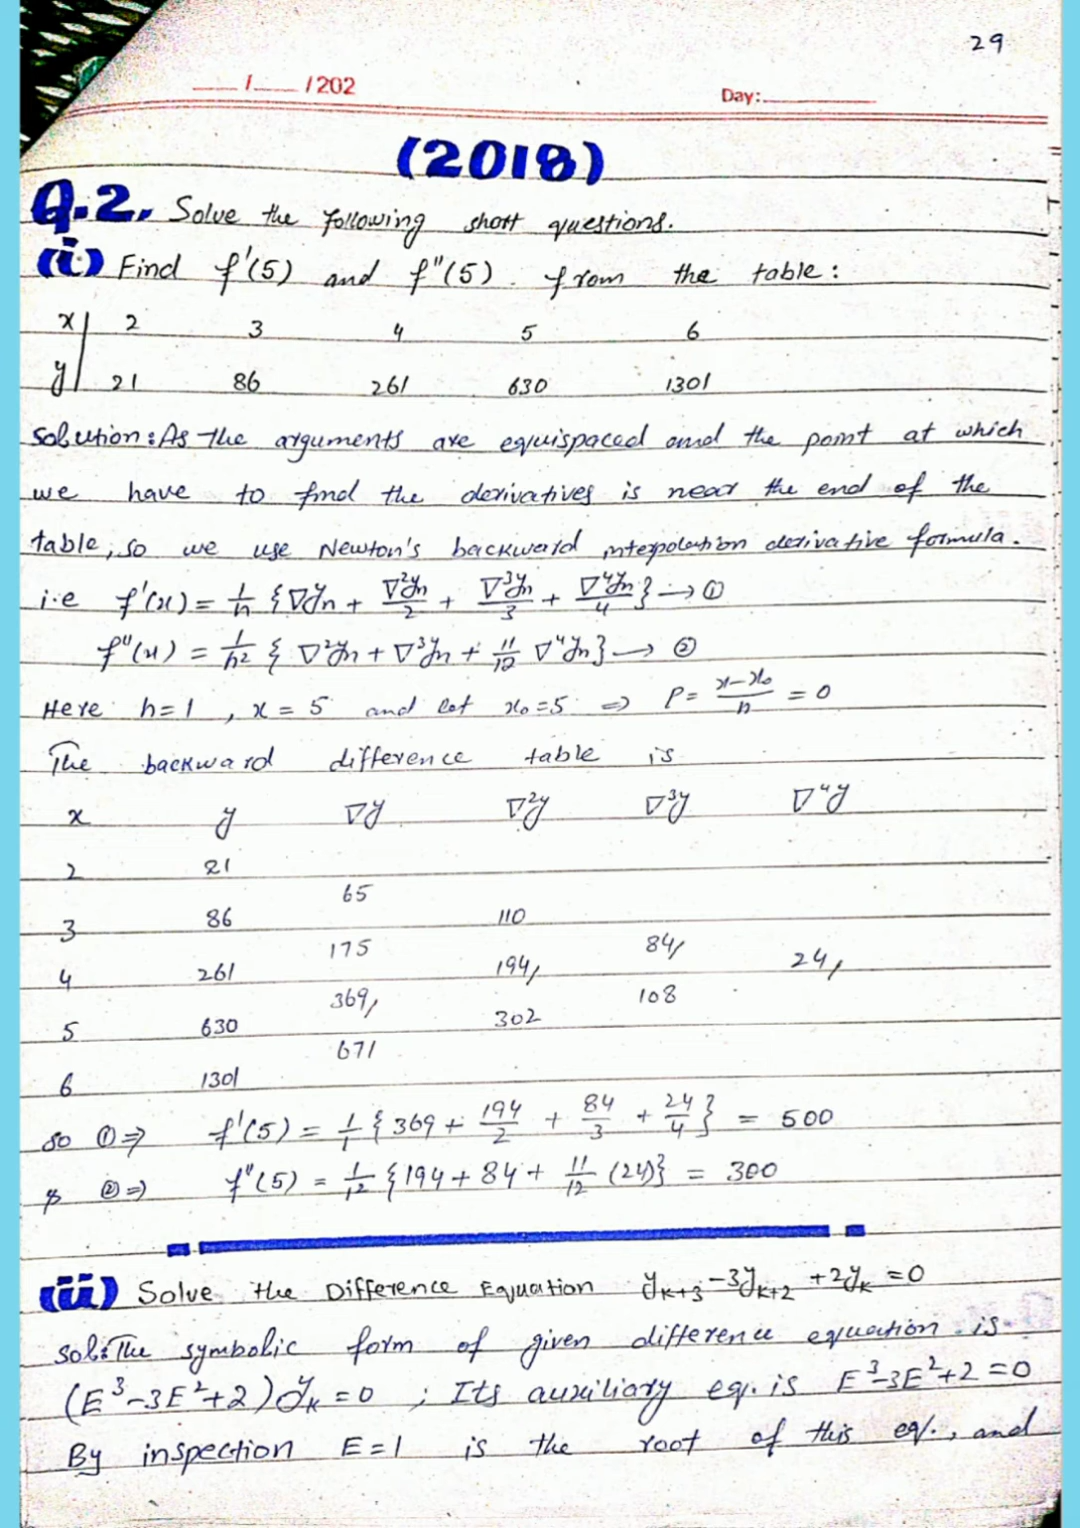 29
/ /202
Day:
(2018)
Q.2. Solve the following short questions.
(i) Find f'(5) and f"(5) from the table:
x | 2 3 4 5 6
y | 21 86 261 630 1301
Solution: As the arguments are equispaced and the point at which
we have to find the derivatives is near the end of the
table, so we use Newton's backward interpolation derivative formula.
i.e f'(x) = 1/h {∇yn + ∇²yn/2 + ∇³yn/3 + ∇⁴yn/4} → ①
f"(x) = 1/h² {∇²yn + ∇³yn + 11/12 ∇⁴yn} → ②
Here h=1, x = 5 and let x₀=5 ⇒ P = x-x₀/h = 0
The backward difference table is
x y ∇y ∇²y ∇³y ∇⁴y
2 21
65
3 86 110
175 84/
4 261 194/ 24/
369/ 108
5 630 302
671
6 1301
so ①⇒ f'(5) = 1/1 {369 + 194/2 + 84/3 + 24/4} = 500
& ②⇒ f"(5) = 1/1² {194 + 84 + 11/12 (24)} = 300
(ii) Solve the Difference Equation yk+3 -3yk+2 +2yk =0
Sol: The symbolic form of given difference equation is
(E³-3E²+2)yk = 0 ; Its auxiliary eq. is E³-3E²+2=0
By inspection E=1 is the root of this eq., and